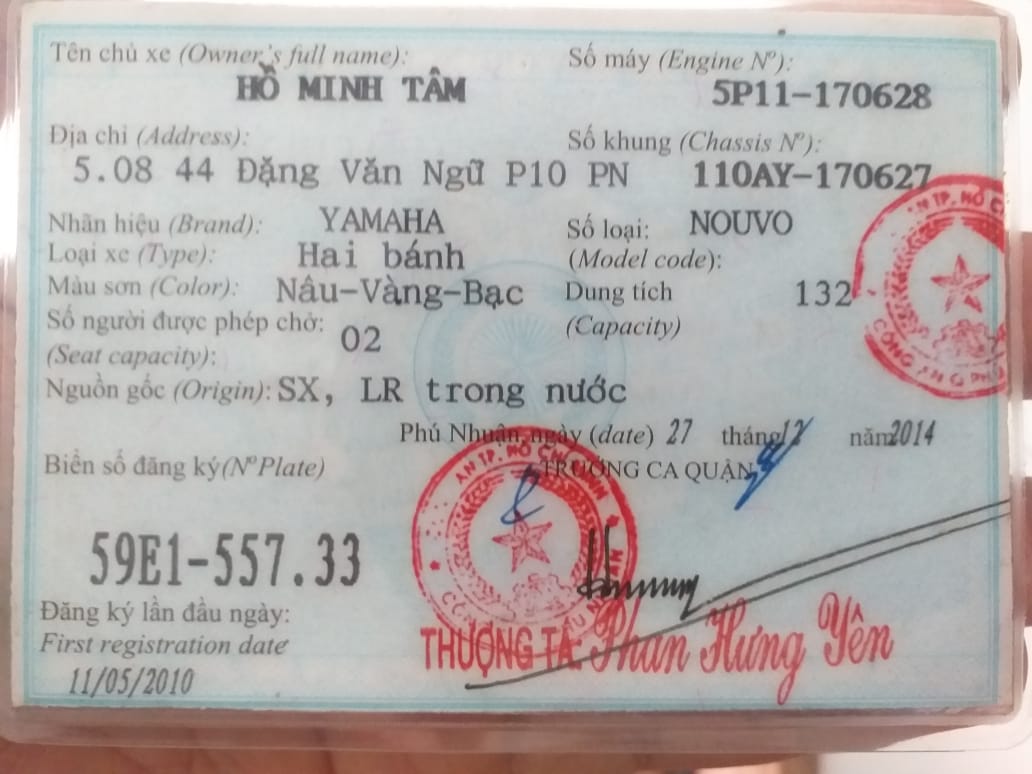 Tên chủ xe (Owner's full name):
HỒ MINH TÂM
Số máy (Engine Nº):
5P11-170628
Địa chỉ (Address):
5.08 44 Đặng Văn Ngữ P10 PN
Số khung (Chassis Nº):
110AY-170627
Nhãn hiệu (Brand): YAMAHA
Số loại: NOUVO
(Model code):
Loại xe (Type): Hai bánh
Màu sơn (Color): Nâu-Vàng-Bạc
Dung tích 132
(Capacity)
Số người được phép chở: 02
(Seat capacity):
Nguồn gốc (Origin): SX, LR trong nước
Phú Nhuận, ngày (date) 27 tháng 12 năm 2014
Biển số đăng ký(NºPlate)
TRƯỞNG CA QUẬN
59E1-557.33
Đăng ký lần đầu ngày:
First registration date
11/05/2010
THƯỢNG TÁ: Phan Hưng Yên